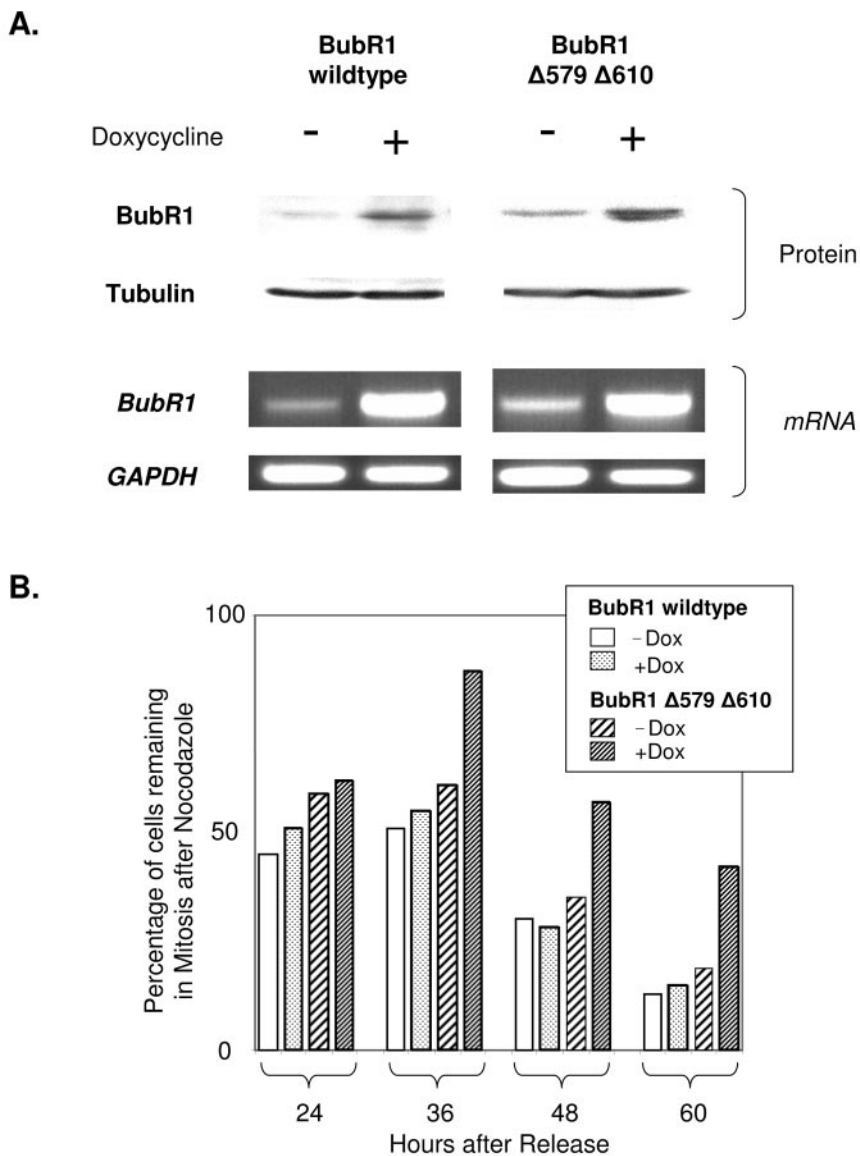 A.
BubR1
wildtype
BubR1
Δ579 Δ610
Doxycycline - + - +
BubR1
Tubulin
Protein
BubR1
GAPDH
mRNA
B.
100
50
0
Percentage of cells remaining
in Mitosis after Nocodazole
BubR1 wildtype
–Dox
+Dox
BubR1 Δ579 Δ610
–Dox
+Dox
24 36 48 60
Hours after Release